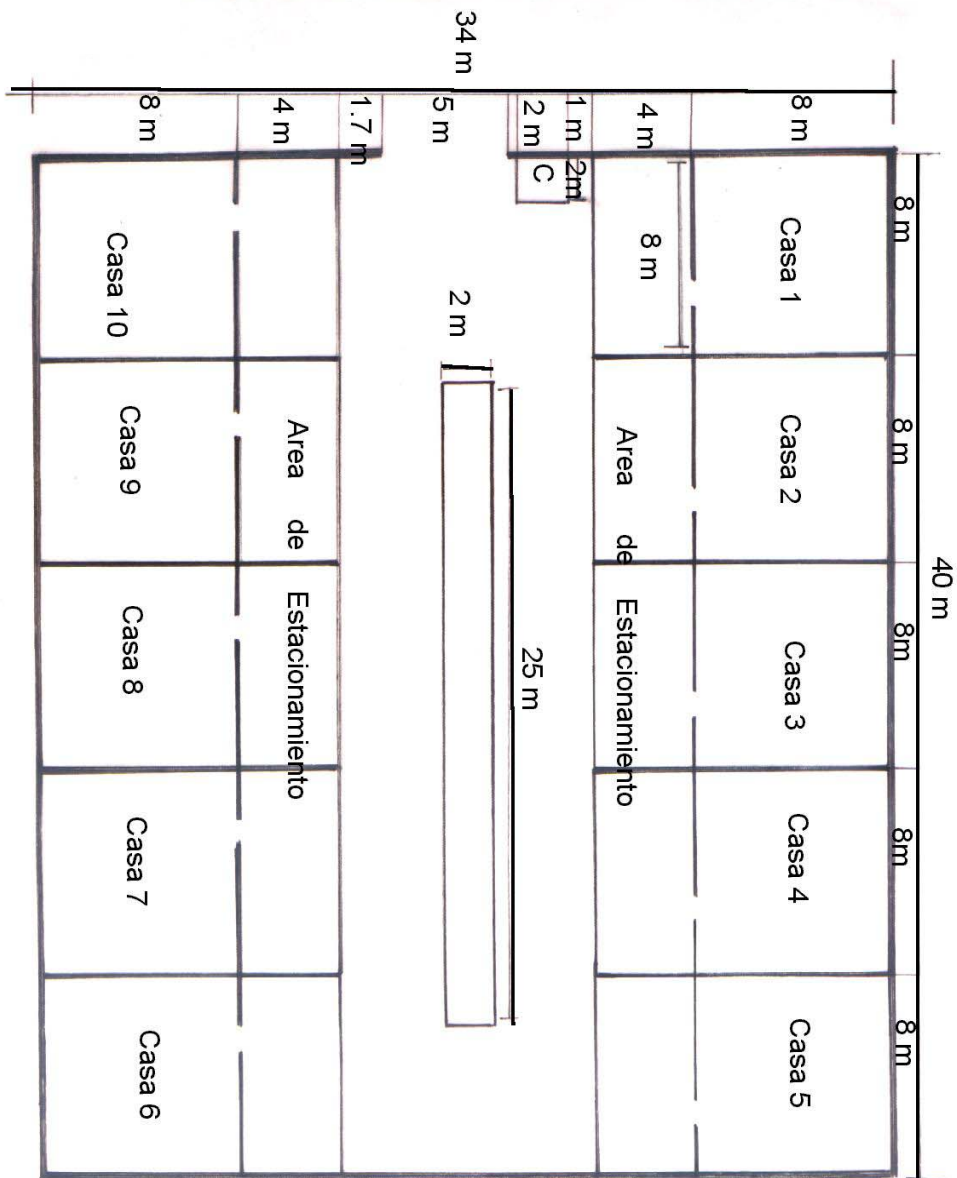 34 m
8 m
4 m
1.7 m
5 m
2 m
1 m
4 m
8 m
40 m
8 m
8 m
8m
8m
8 m
C
2m
8 m
Casa 1
Casa 2
Casa 3
Casa 4
Casa 5
Area de Estacionamiento
2 m
25 m
Area de Estacionamiento
Casa 10
Casa 9
Casa 8
Casa 7
Casa 6